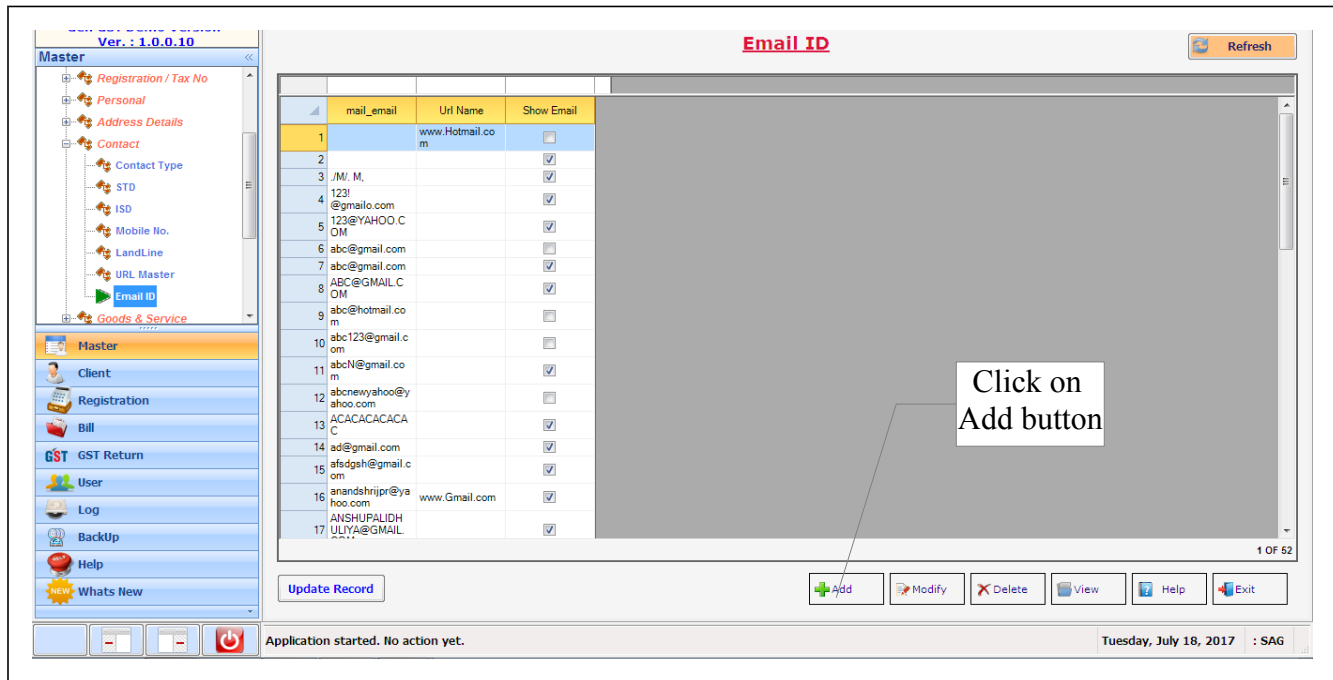 Ver. : 1.0.0.10
Master
Email ID
Refresh
Registration / Tax No
Personal
Address Details
Contact
Contact Type
STD
ISD
Mobile No.
LandLine
URL Master
Email ID
Goods & Service
Master
Client
Registration
Bill
GST GST Return
User
Log
BackUp
Help
NEW Whats New
mail_email Url Name Show Email
1 www.Hotmail.co
m
2
3 ./M/. M,
4 123!
@gmailo.com
5 123@YAHOO.C
OM
6 abc@gmail.com
7 abc@gmail.com
8 ABC@GMAIL.C
OM
9 abc@hotmail.co
m
10 abc123@gmail.c
om
11 abcN@gmail.co
m
12 abcnewyahoo@y
ahoo.com
13 ACACACACACA
C
14 ad@gmail.com
15 afsdgsh@gmail.c
om
16 anandshrijpr@ya
hoo.com www.Gmail.com
17 ANSHUPALIDH
ULIYA@GMAIL.
Click on
Add button
1 OF 52
Update Record
Add Modify Delete View Help Exit
Application started. No action yet.
Tuesday, July 18, 2017 : SAG